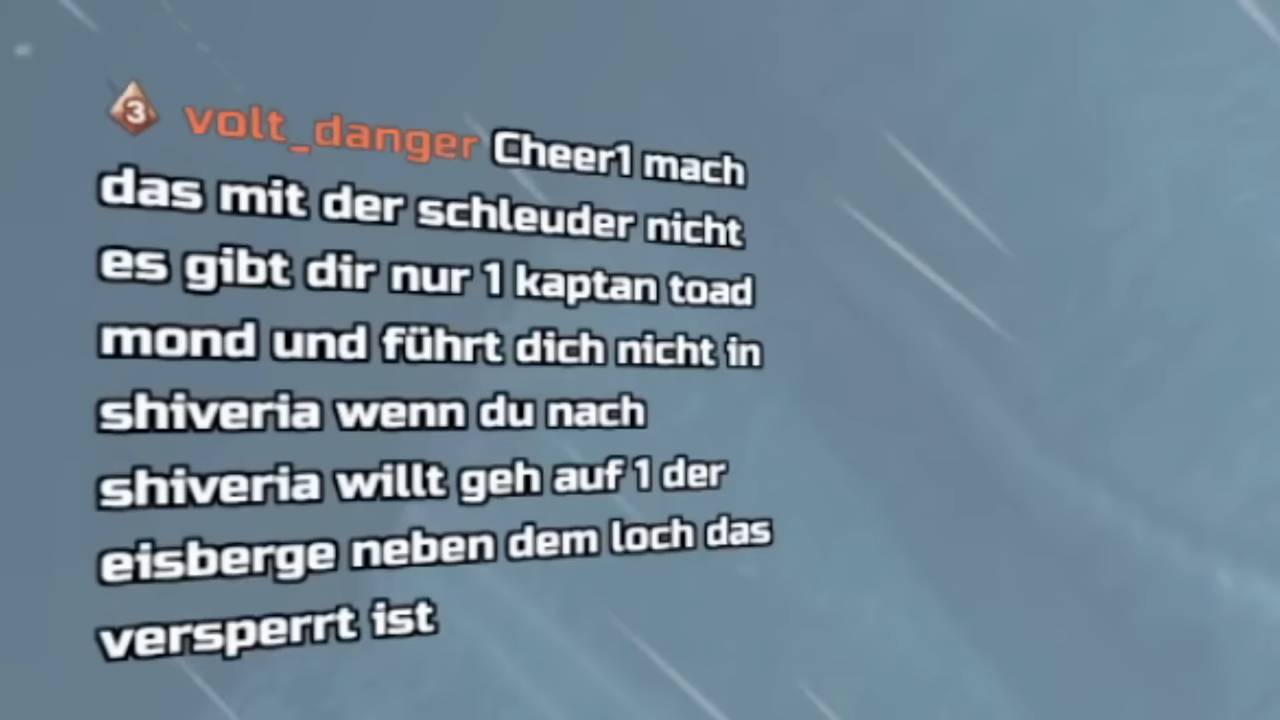 3 volt_danger Cheer1 mach
das mit der schleuder nicht
es gibt dir nur 1 kaptan toad
mond und führt dich nicht in
shiveria wenn du nach
shiveria willt geh auf 1 der
eisberge neben dem loch das
versperrt ist